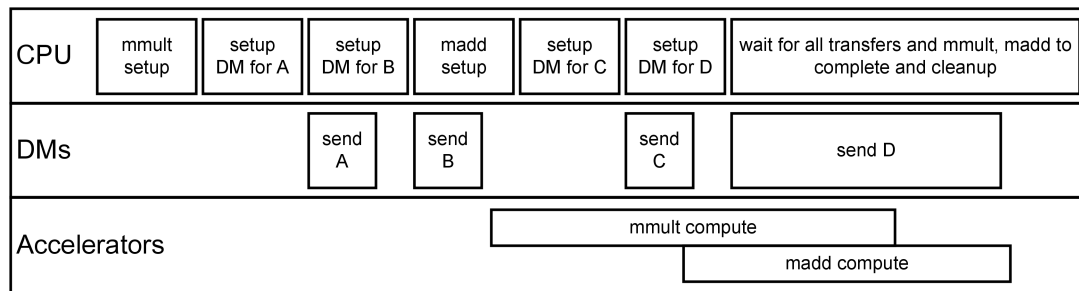 CPU
mmult
setup
setup
DM for A
setup
DM for B
madd
setup
setup
DM for C
setup
DM for D
wait for all transfers and mmult, madd to
complete and cleanup
DMs
send
A
send
B
send
C
send D
Accelerators
mmult compute
madd compute